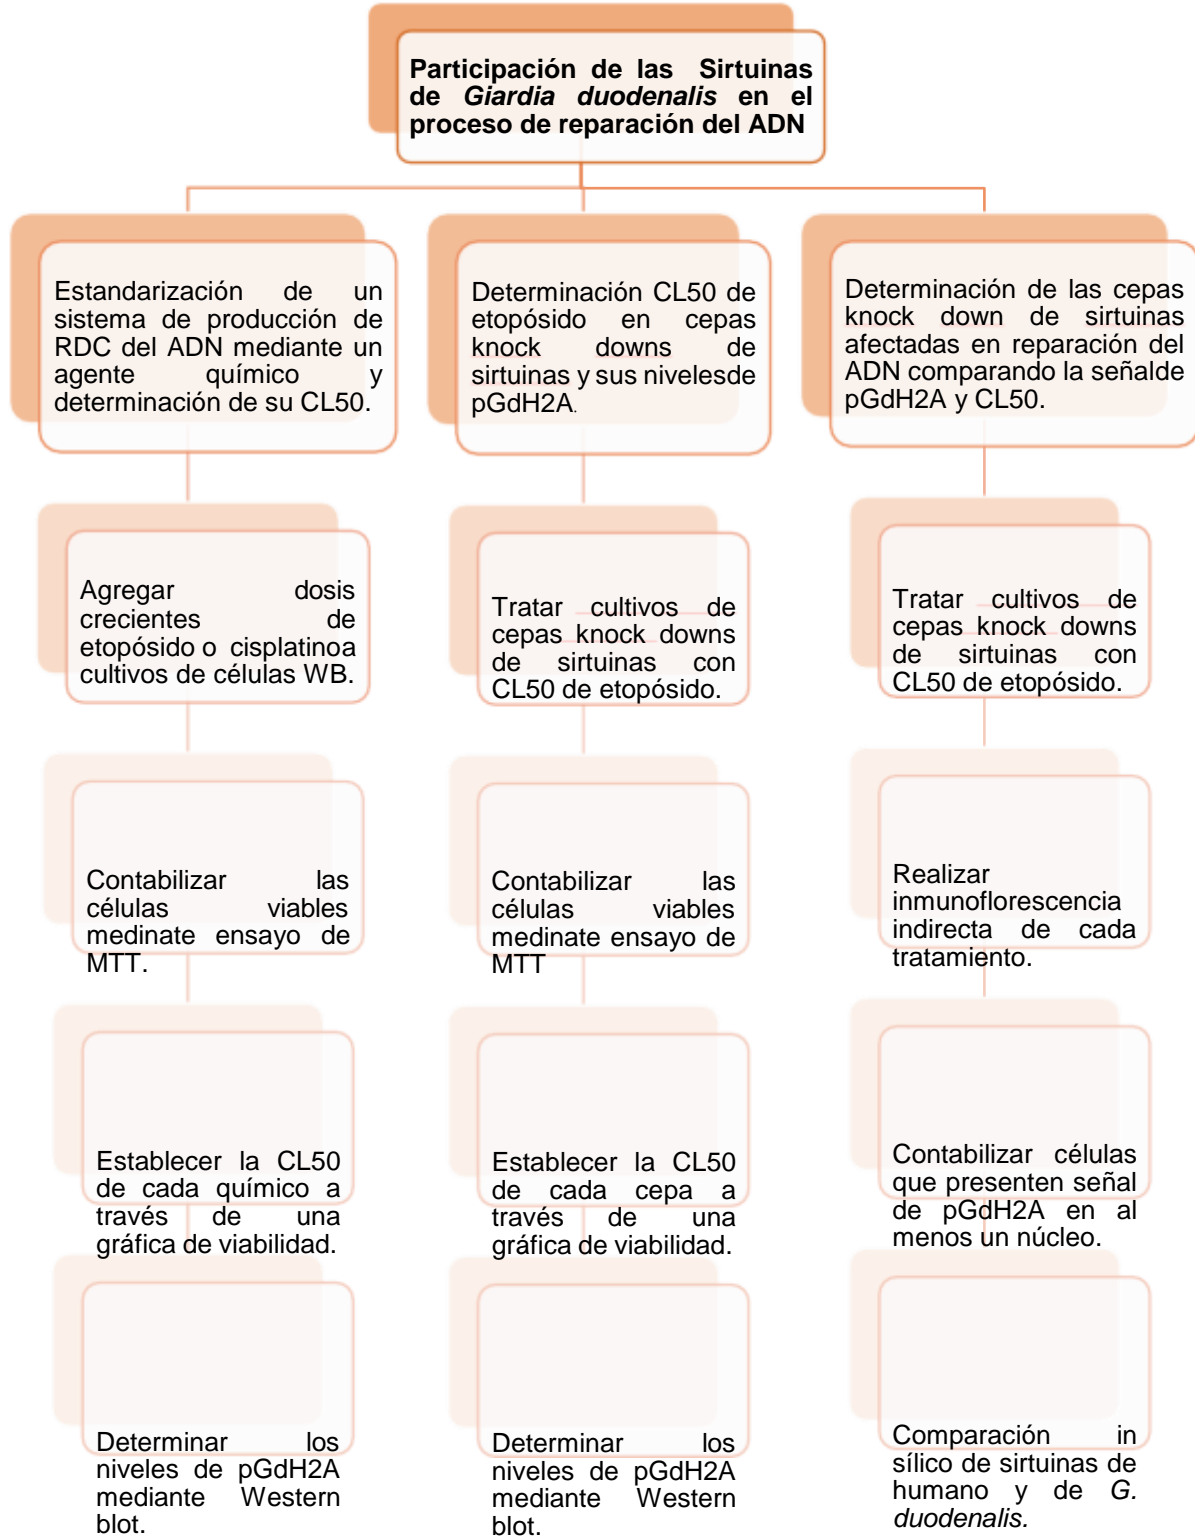 Participación de las Sirtuinas
de Giardia duodenalis en el
proceso de reparación del ADN
Estandarización de un
sistema de producción de
RDC del ADN mediante un
agente químico y
determinación de su CL50.
Agregar dosis
crecientes de
etopósido o cisplatinoa
cultivos de células WB.
Contabilizar las
células viables
medinate ensayo de
MTT.
Establecer la CL50
de cada químico a
través de una
gráfica de viabilidad.
Determinar los
niveles de pGdH2A
mediante Western
blot.
Determinación CL50 de
etopósido en cepas
knock downs de
sirtuinas y sus nivelesde
pGdH2A.
Tratar cultivos de
cepas knock downs
de sirtuinas con
CL50 de etopósido.
Contabilizar las
células viables
medinate ensayo de
MTT
Establecer la CL50
de cada cepa a
través de una
gráfica de viabilidad.
Determinar los
niveles de pGdH2A
mediante Western
blot.
Determinación de las cepas
knock down de sirtuinas
afectadas en reparación del
ADN comparando la señalde
pGdH2A y CL50.
Tratar cultivos de
cepas knock downs
de sirtuinas con
CL50 de etopósido.
Realizar
inmunoflorescencia
indirecta de cada
tratamiento.
Contabilizar células
que presenten señal
de pGdH2A en al
menos un núcleo.
Comparación in
sílico de sirtuinas de
humano y de G.
duodenalis.